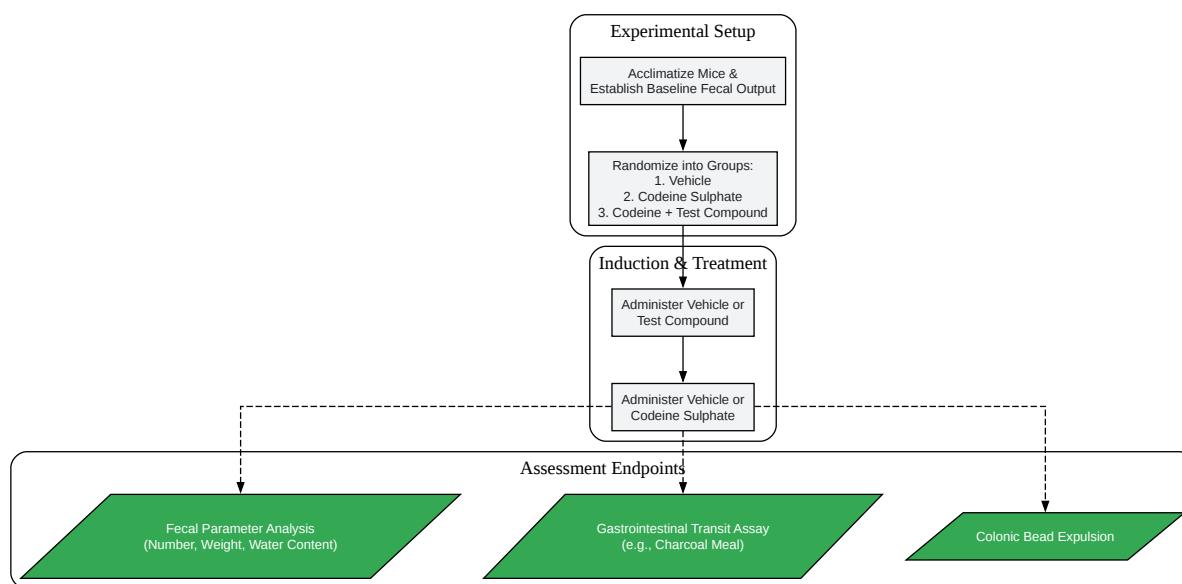 Experimental Setup
Acclimatize Mice &
Establish Baseline Fecal Output
Randomize into Groups:
1. Vehicle
2. Codeine Sulphate
3. Codeine + Test Compound
Induction & Treatment
Administer Vehicle or
Test Compound
Administer Vehicle or
Codeine Sulphate
Assessment Endpoints
Fecal Parameter Analysis
(Number, Weight, Water Content)
Gastrointestinal Transit Assay
(e.g., Charcoal Meal)
Colonic Bead Expulsion